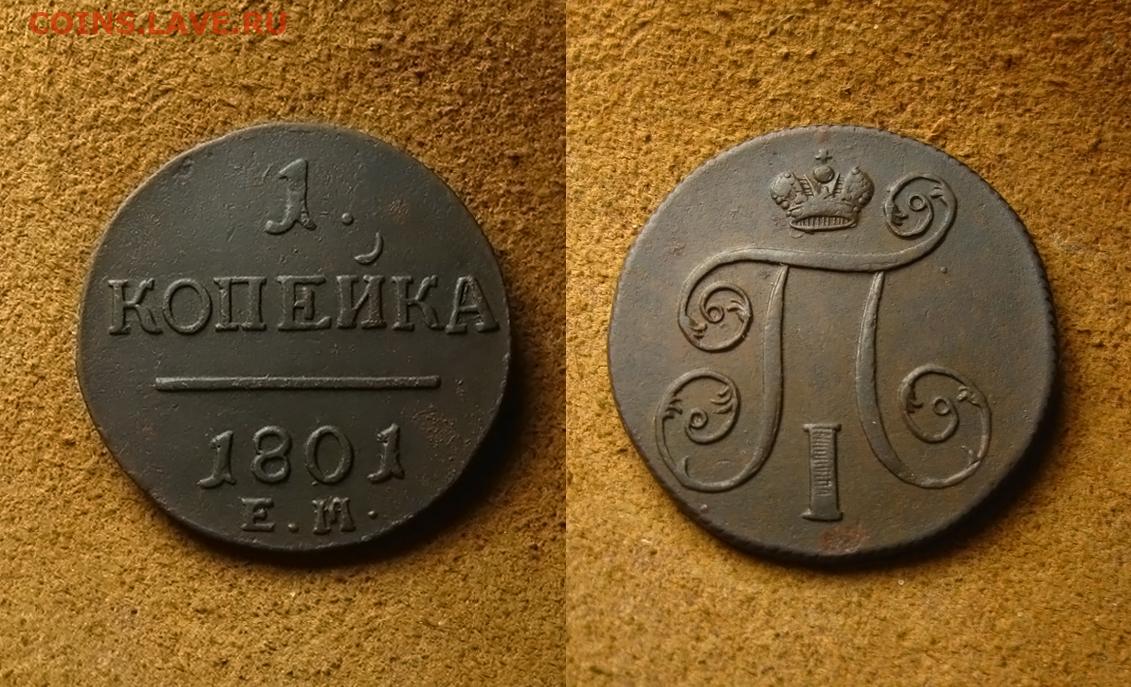 COINS.LAVE.RU
1.
КОПЕЙКА
1801
Е.М.
П
I